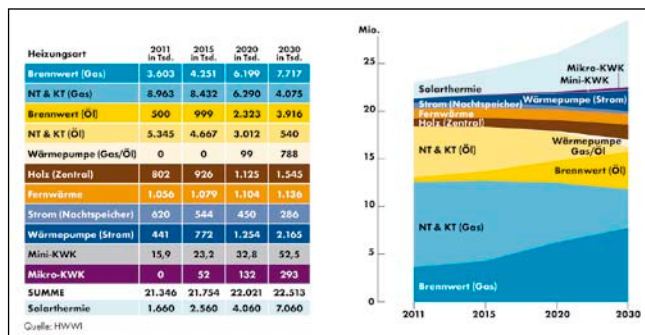 Heizungsart 2011 in Tsd. 2015 in Tsd. 2020 in Tsd. 2030 in Tsd.
Brennwert (Gas) 3.603 4.251 6.199 7.717
NT & KT (Gas) 8.963 8.432 6.290 4.075
Brennwert (Öl) 500 999 2.323 3.916
NT & KT (Öl) 5.345 4.667 3.012 540
Wärmepumpe (Gas/Öl) 0 0 99 788
Holz (Zentral) 802 926 1.125 1.545
Fernwärme 1.056 1.079 1.104 1.136
Strom (Nachtspeicher) 620 544 450 286
Wärmepumpe (Strom) 441 772 1.254 2.165
Mini-KWK 15,9 23,2 32,8 52,5
Mikro-KWK 0 52 132 293
SUMME 21.346 21.754 22.021 22.513
Solarthermie 1.660 2.560 4.060 7.060
Quelle: HWWI
Mio.
30
25
20
15
10
5
0
2011 2015 2020 2030
Solarthermie
Mikro-KWK
Mini-KWK
Strom (Nachtspeicher)
Wärmepumpe (Strom)
Fernwärme
Holz (Zentral)
Wärmepumpe
Gas/Öl
NT & KT (Öl)
Brennwert (Öl)
NT & KT (Gas)
Brennwert (Gas)